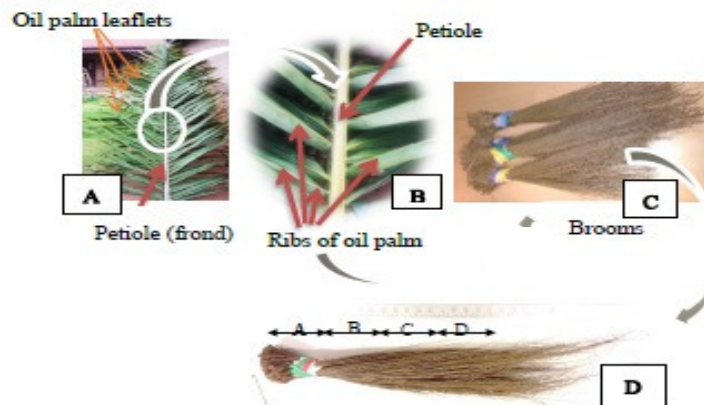 Oil palm leaflets
Petiole
A
B
C
Petiole (frond)
Ribs of oil palm
Brooms
A B C D
D